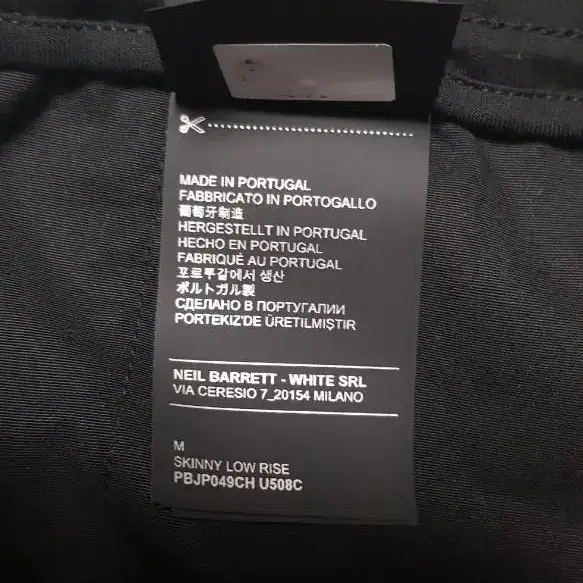 MADE IN PORTUGAL
FABBRICATO IN PORTOGALLO
葡萄牙制造
HERGESTELLT IN PORTUGAL
HECHO EN PORTUGAL
FABRIQUÉ AU PORTUGAL
포르투갈에서 생산
ポルトガル製
СДЕЛАНО В ПОРТУГАЛИИ
PORTEKIZ'DE ÜRETILMIŞTIR
NEIL BARRETT - WHITE SRL
VIA CERESIO 7_20154 MILANO
M
SKINNY LOW RISE
PBJP049CH U508C